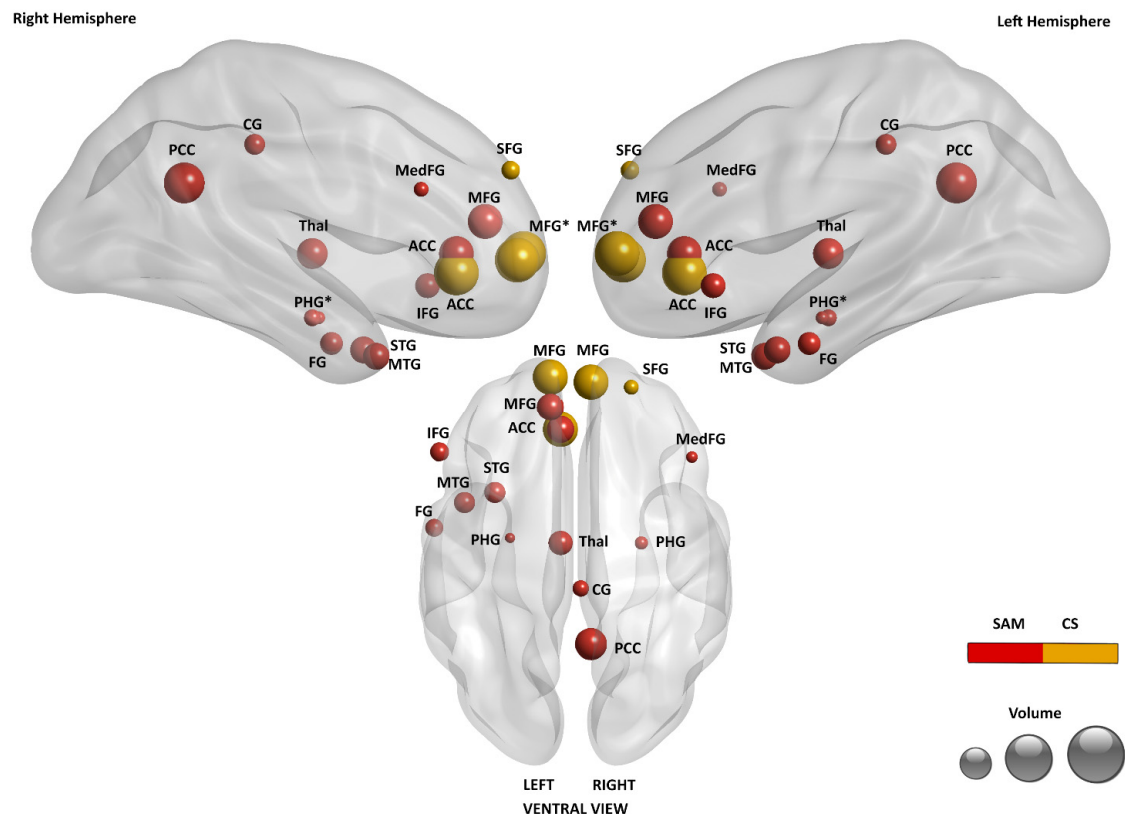 Right Hemisphere
Left Hemisphere
CG
PCC
SFG
MedFG
MFG
Thal
ACC
MFG*
IFG
ACC
PHG*
FG
STG
MTG
CG
PCC
SFG
MedFG
MFG
MFG*
ACC
Thal
ACC
IFG
PHG*
STG
MTG
FG
MFG
MFG
SFG
MFG
ACC
IFG
MedFG
STG
MTG
FG
PHG
Thal
PHG
CG
PCC
LEFT
RIGHT
VENTRAL VIEW
SAM
CS
Volume